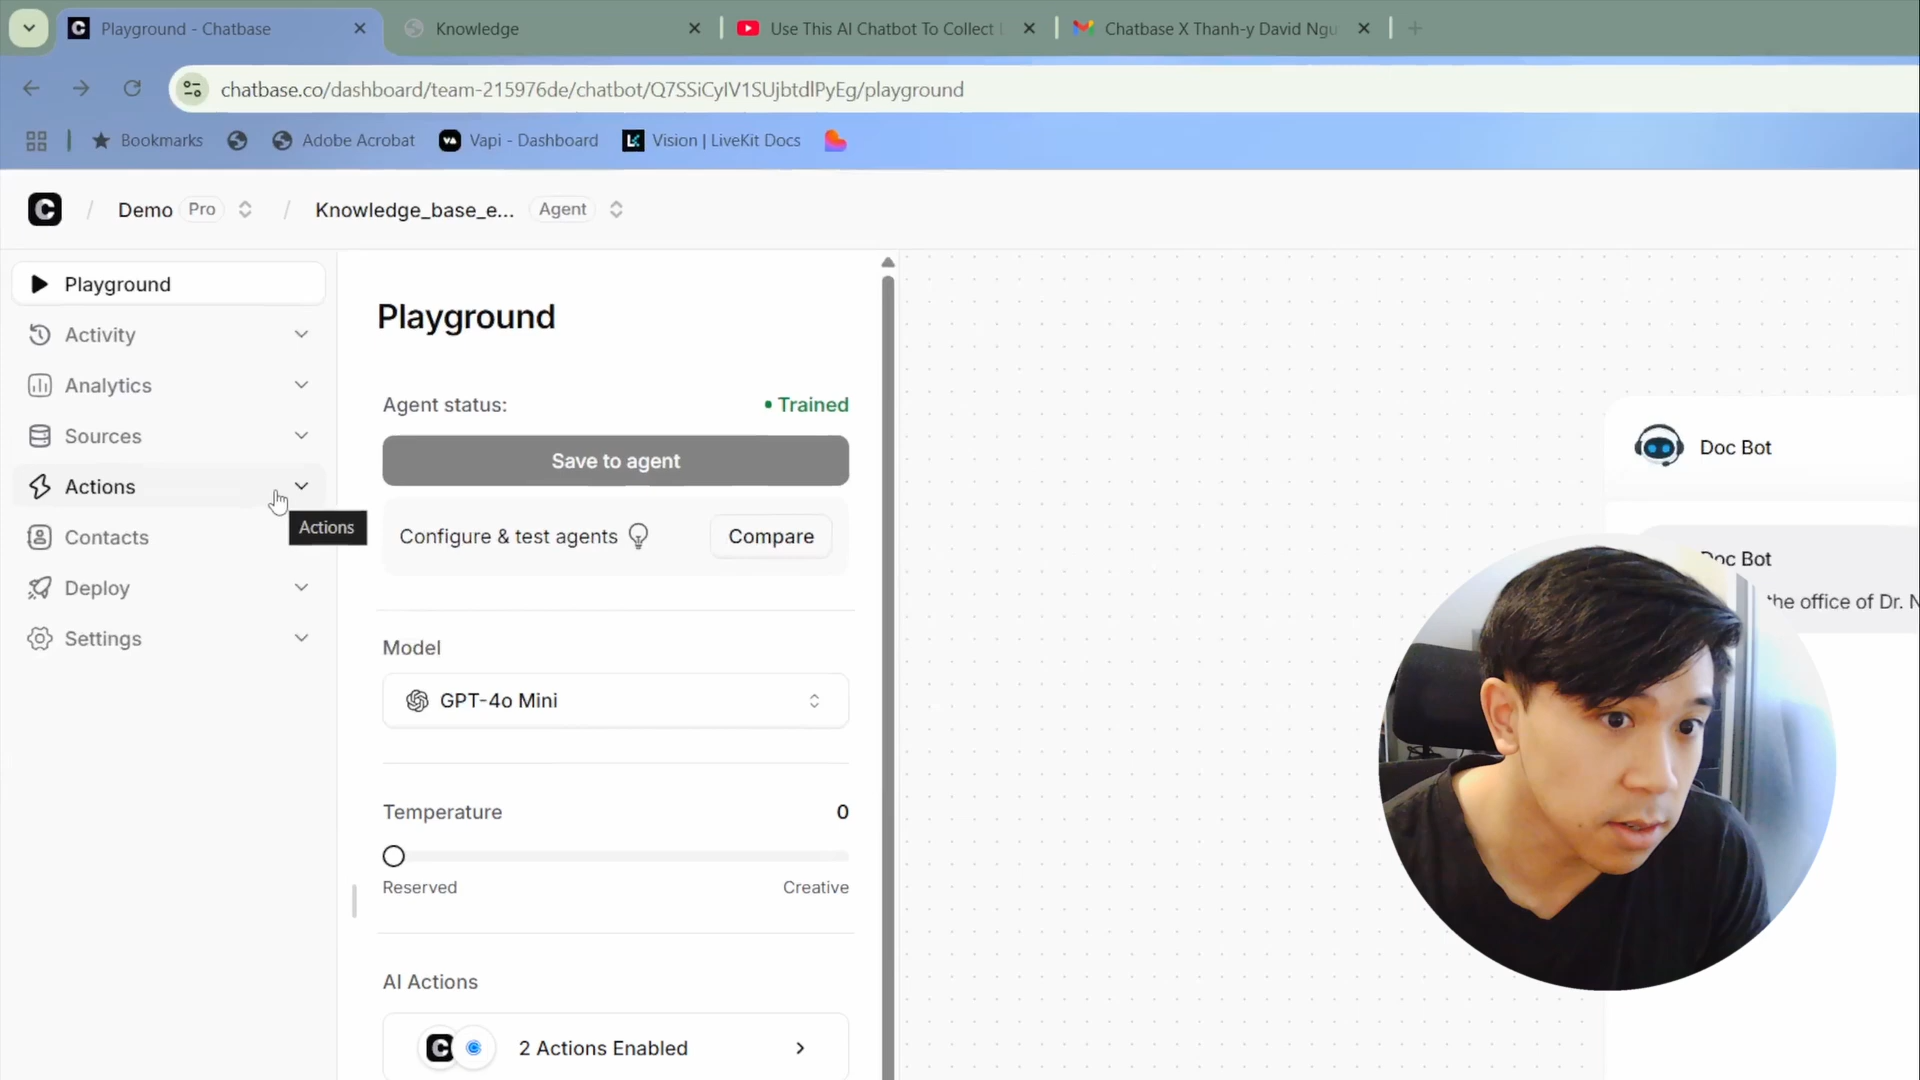 Playground - Chatbase
Knowledge
Use This AI Chatbot To Collect
Chatbase X Thanh-y David Ngu
chatbase.co/dashboard/team-215976de/chatbot/Q7SSiCyIV1SUjbtdlPyEg/playground
Bookmarks
Adobe Acrobat
Vapi - Dashboard
Vision | LiveKit Docs
Demo Pro
Knowledge_base_e... Agent
Playground
Activity
Analytics
Sources
Actions
Actions
Contacts
Deploy
Settings
Playground
Agent status:
• Trained
Save to agent
Configure & test agents
Compare
Model
GPT-4o Mini
Temperature
0
Reserved
Creative
AI Actions
2 Actions Enabled
Doc Bot
Doc Bot
the office of Dr. N